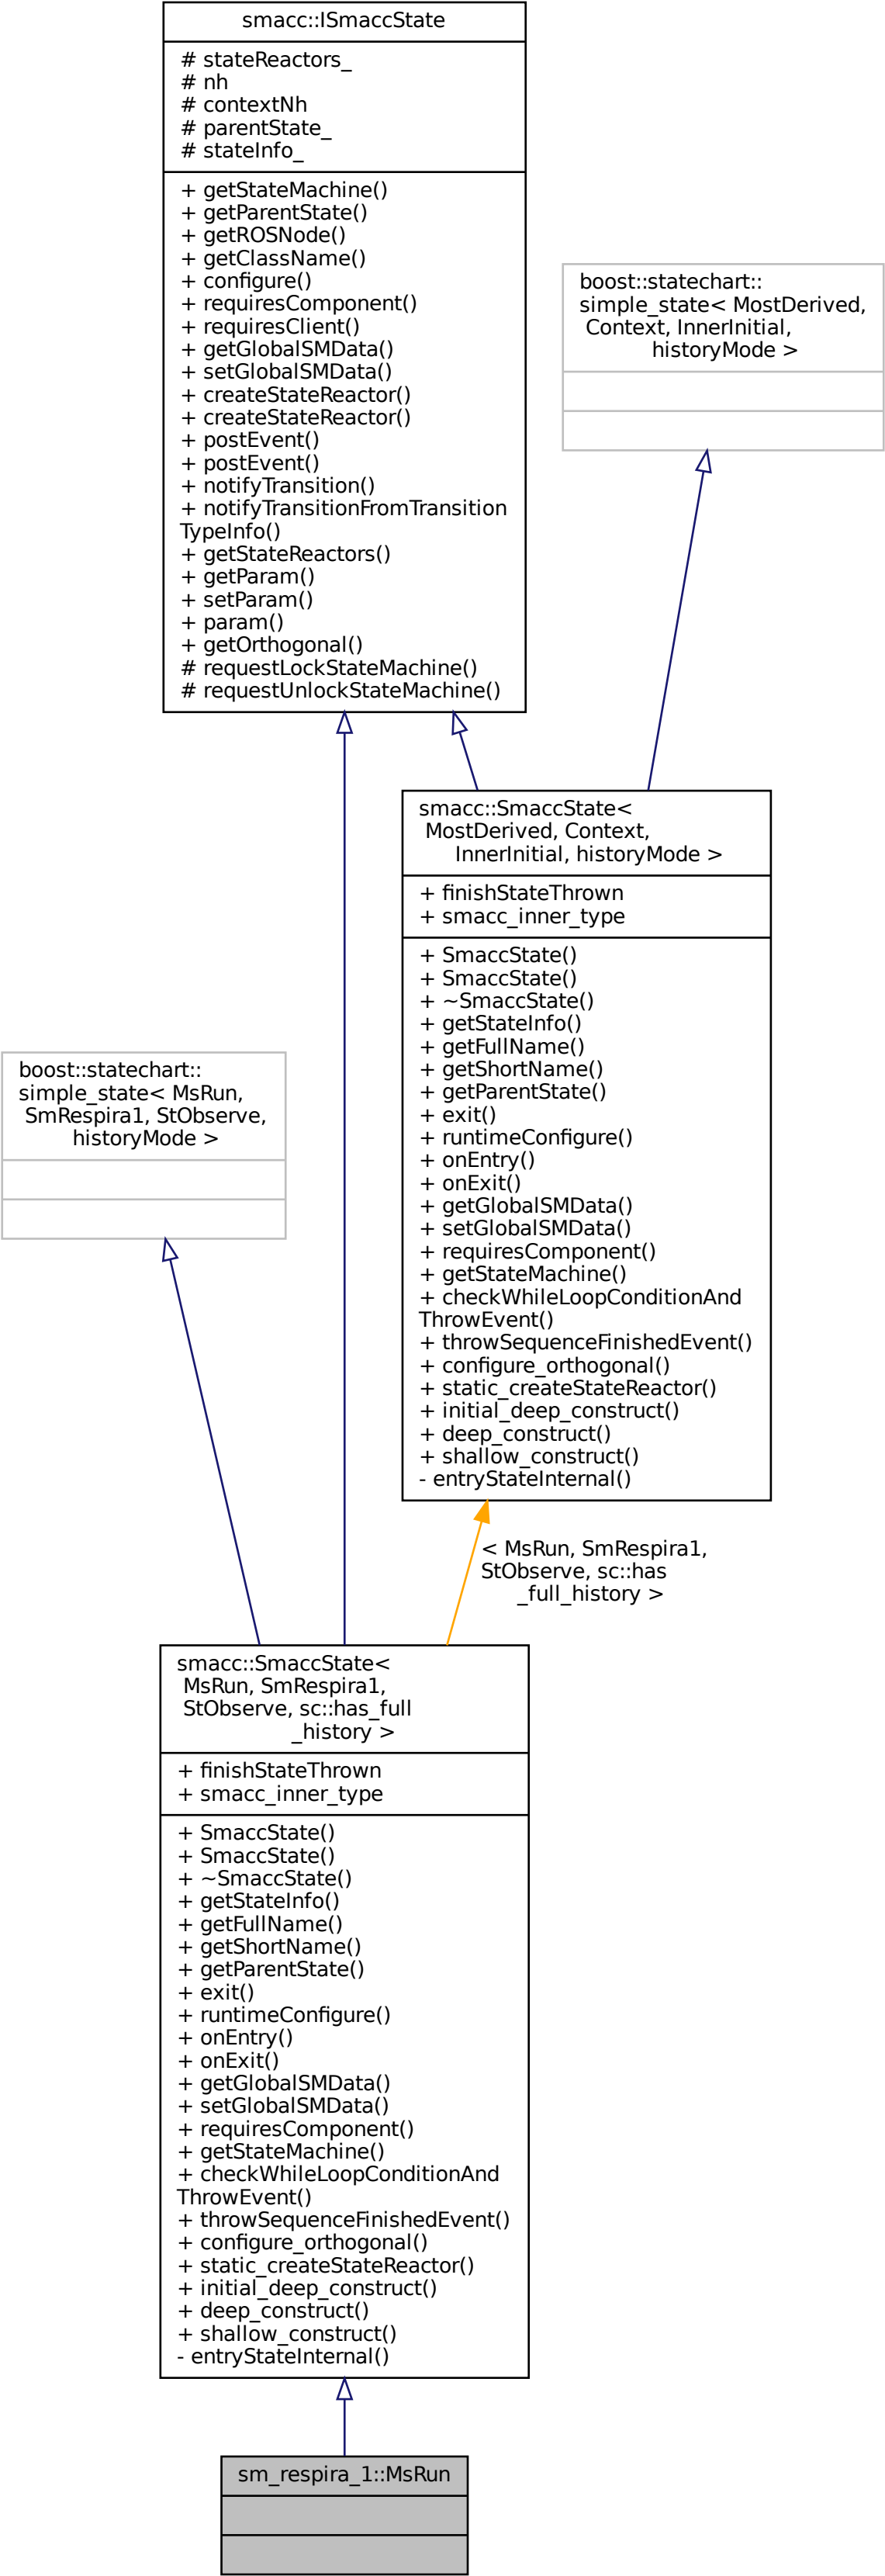 smacc::ISmaccState
# stateReactors_
# nh
# contextNh
# parentState_
# stateInfo_
+ getStateMachine()
+ getParentState()
+ getROSNode()
+ getClassName()
+ configure()
+ requiresComponent()
+ requiresClient()
+ getGlobalSMData()
+ setGlobalSMData()
+ createStateReactor()
+ createStateReactor()
+ postEvent()
+ postEvent()
+ notifyTransition()
+ notifyTransitionFromTransition
TypeInfo()
+ getStateReactors()
+ getParam()
+ setParam()
+ param()
+ getOrthogonal()
# requestLockStateMachine()
# requestUnlockStateMachine()
boost::statechart::
simple_state< MostDerived,
Context, InnerInitial,
historyMode >
smacc::SmaccState<
MostDerived, Context,
InnerInitial, historyMode >
+ finishStateThrown
+ smacc_inner_type
+ SmaccState()
+ SmaccState()
+ ~SmaccState()
+ getStateInfo()
+ getFullName()
+ getShortName()
+ getParentState()
+ exit()
+ runtimeConfigure()
+ onEntry()
+ onExit()
+ getGlobalSMData()
+ setGlobalSMData()
+ requiresComponent()
+ getStateMachine()
+ checkWhileLoopConditionAnd
ThrowEvent()
+ throwSequenceFinishedEvent()
+ configure_orthogonal()
+ static_createStateReactor()
+ initial_deep_construct()
+ deep_construct()
+ shallow_construct()
- entryStateInternal()
boost::statechart::
simple_state< MsRun,
SmRespira1, StObserve,
historyMode >
< MsRun, SmRespira1,
StObserve, sc::has
_full_history >
smacc::SmaccState<
MsRun, SmRespira1,
StObserve, sc::has_full
_history >
+ finishStateThrown
+ smacc_inner_type
+ SmaccState()
+ SmaccState()
+ ~SmaccState()
+ getStateInfo()
+ getFullName()
+ getShortName()
+ getParentState()
+ exit()
+ runtimeConfigure()
+ onEntry()
+ onExit()
+ getGlobalSMData()
+ setGlobalSMData()
+ requiresComponent()
+ getStateMachine()
+ checkWhileLoopConditionAnd
ThrowEvent()
+ throwSequenceFinishedEvent()
+ configure_orthogonal()
+ static_createStateReactor()
+ initial_deep_construct()
+ deep_construct()
+ shallow_construct()
- entryStateInternal()
sm_respira_1::MsRun